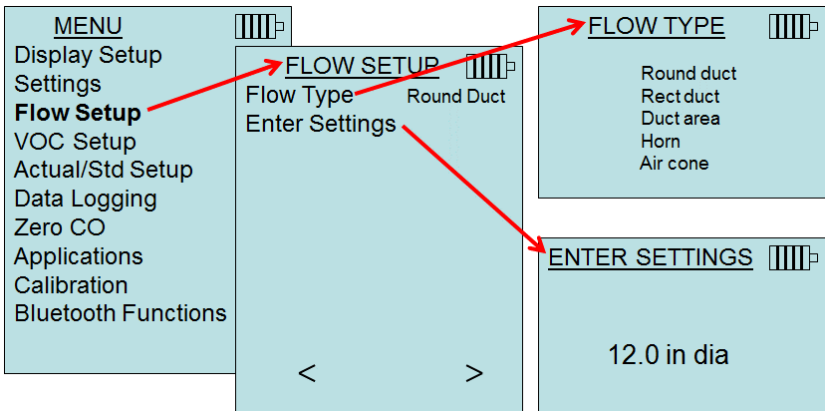 MENU
Display Setup
Settings
Flow Setup
VOC Setup
Actual/Std Setup
Data Logging
Zero CO
Applications
Calibration
Bluetooth Functions
FLOW SETUP
Flow Type Round Duct
Enter Settings
< >
FLOW TYPE
Round duct
Rect duct
Duct area
Horn
Air cone
ENTER SETTINGS
12.0 in dia